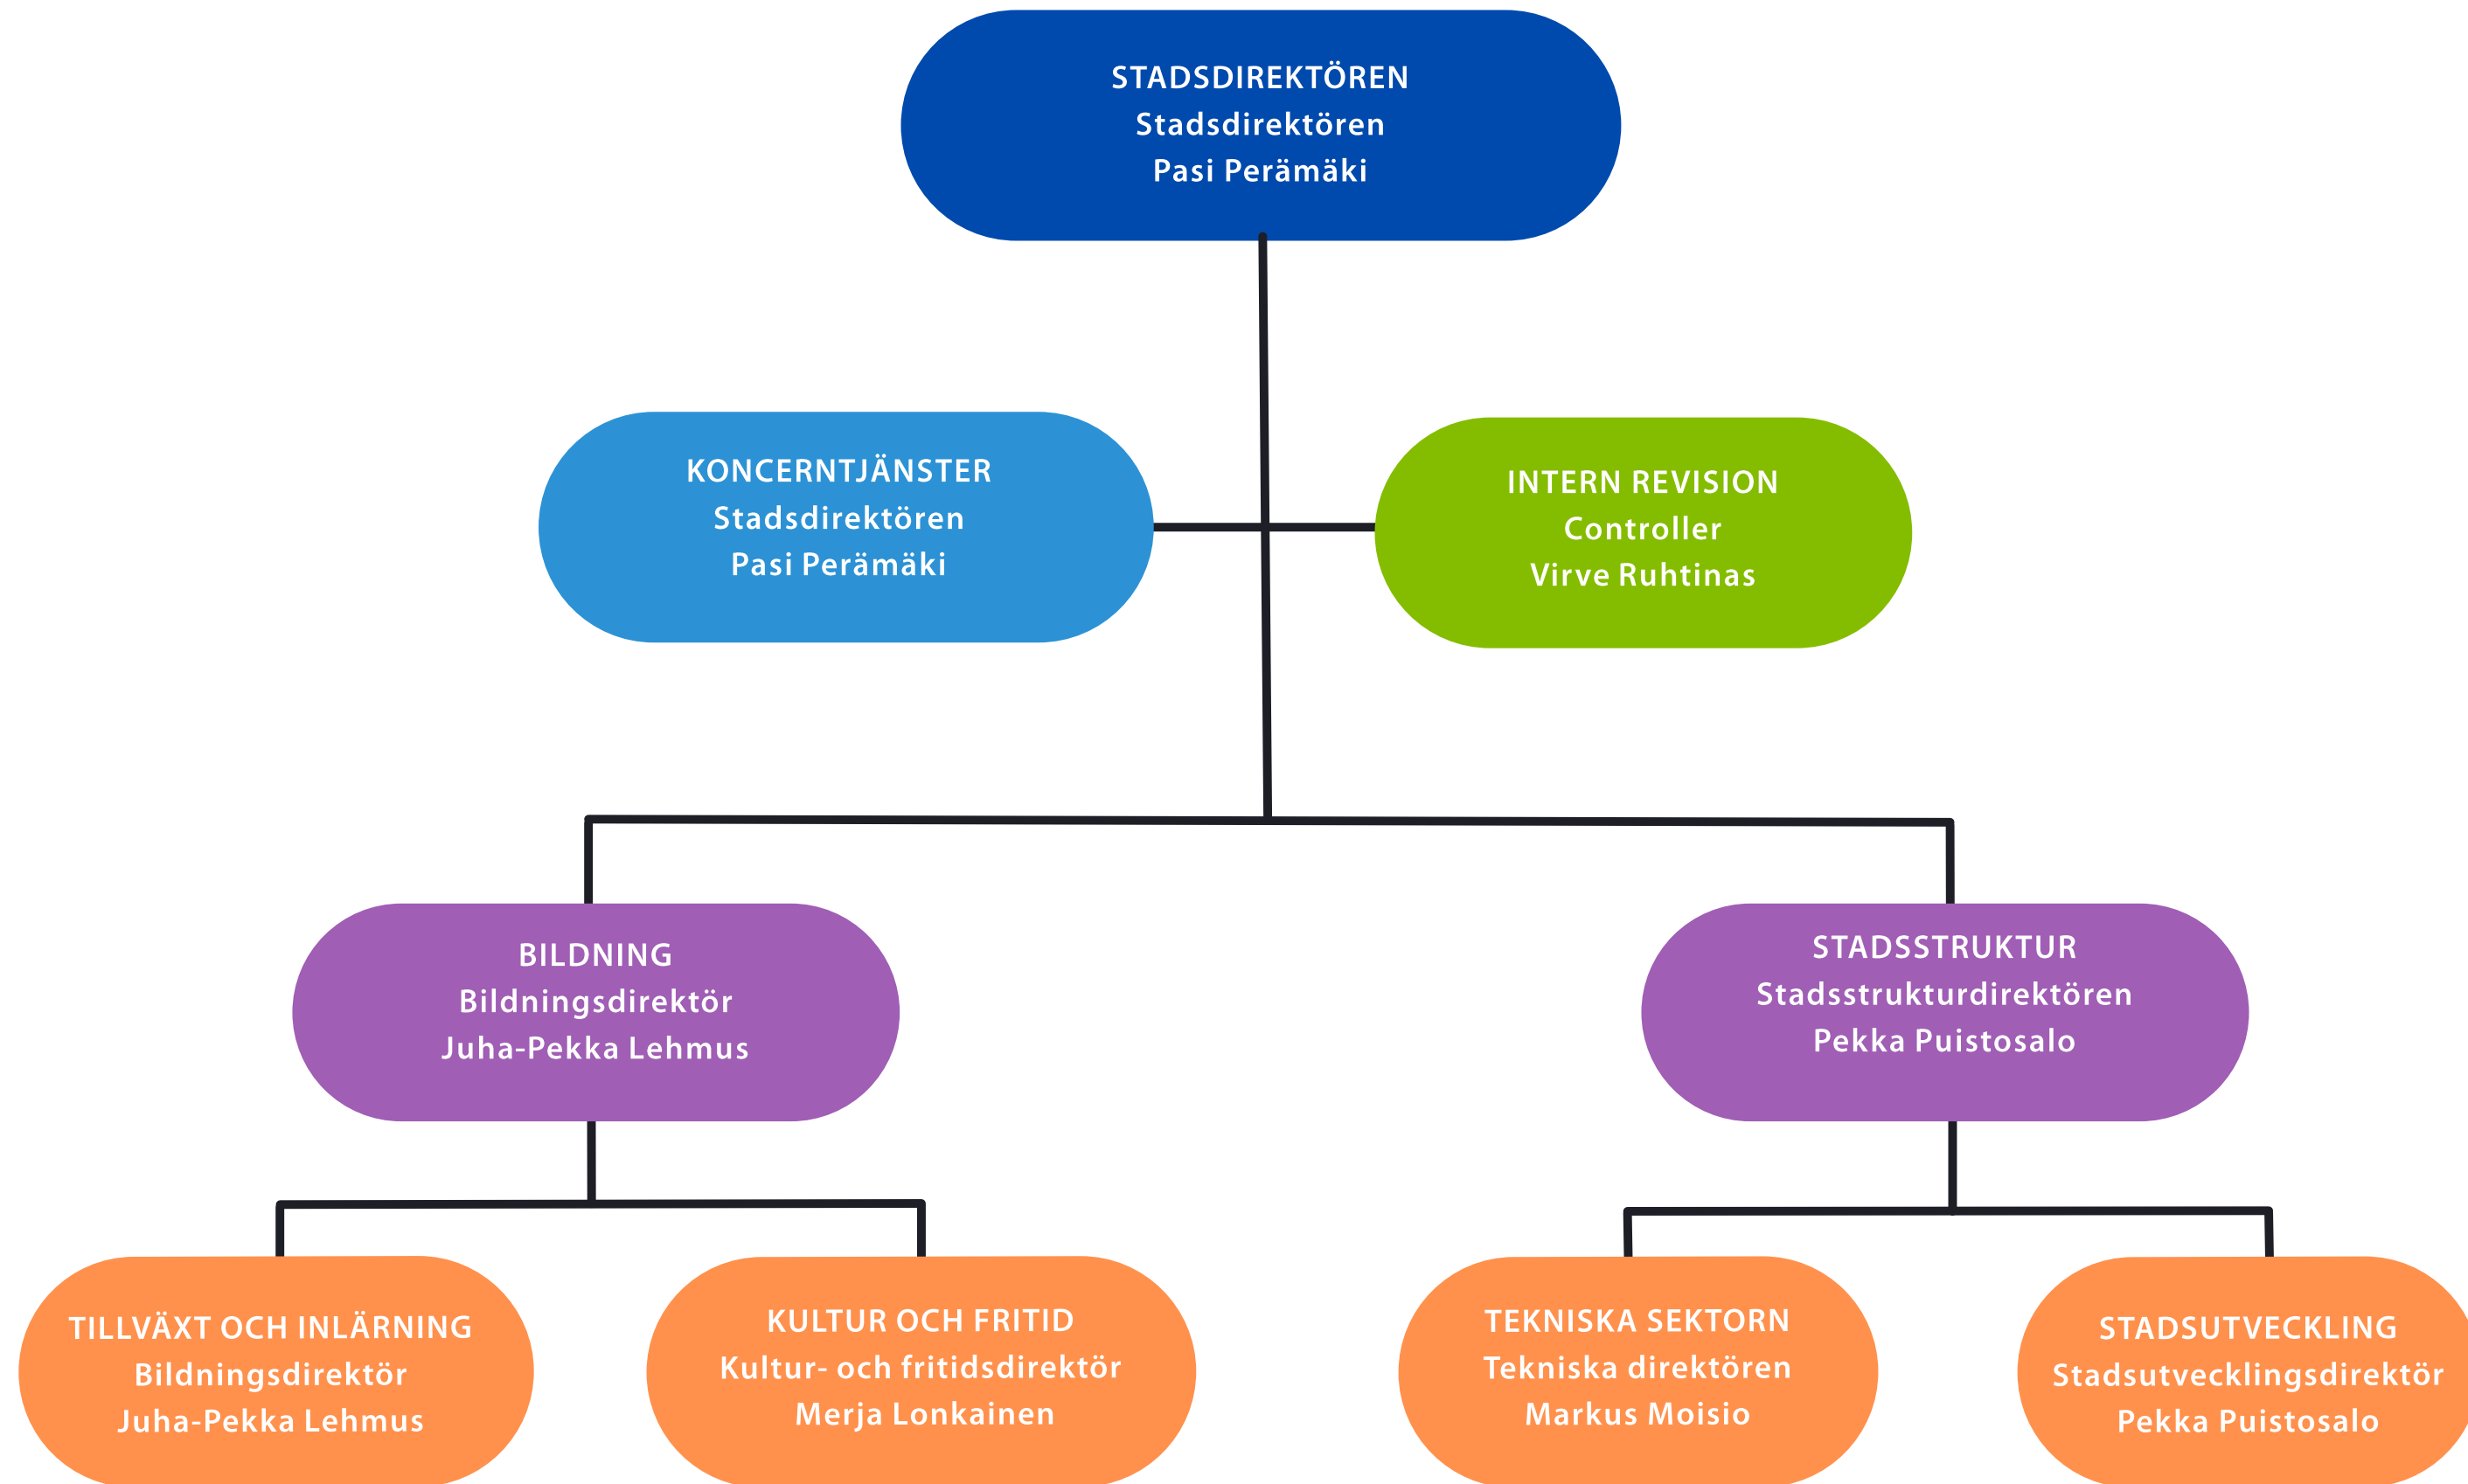 STADSDIREKTÖREN
Stadsdirektören
Pasi Perämäki
KONCERNTJÄNSTER
Stadsdirektören
Pasi Perämäki
INTERN REVISION
Controller
Virve Ruhtinas
BILDNING
Bildningsdirektör
Juha-Pekka Lehmus
STADSSTRUKTUR
Stadsstrukturdirektören
Pekka Puistosalo
TILLVÄXT OCH INLÄRNING
Bildningsdirektör
Juha-Pekka Lehmus
KULTUR OCH FRITID
Kultur- och fritidsdirektör
Merja Lonkainen
TEKNISKA SEKTORN
Tekniska direktören
Markus Moisio
STADSUTVECKLING
Stadsutvecklingsdirektör
Pekka Puistosalo